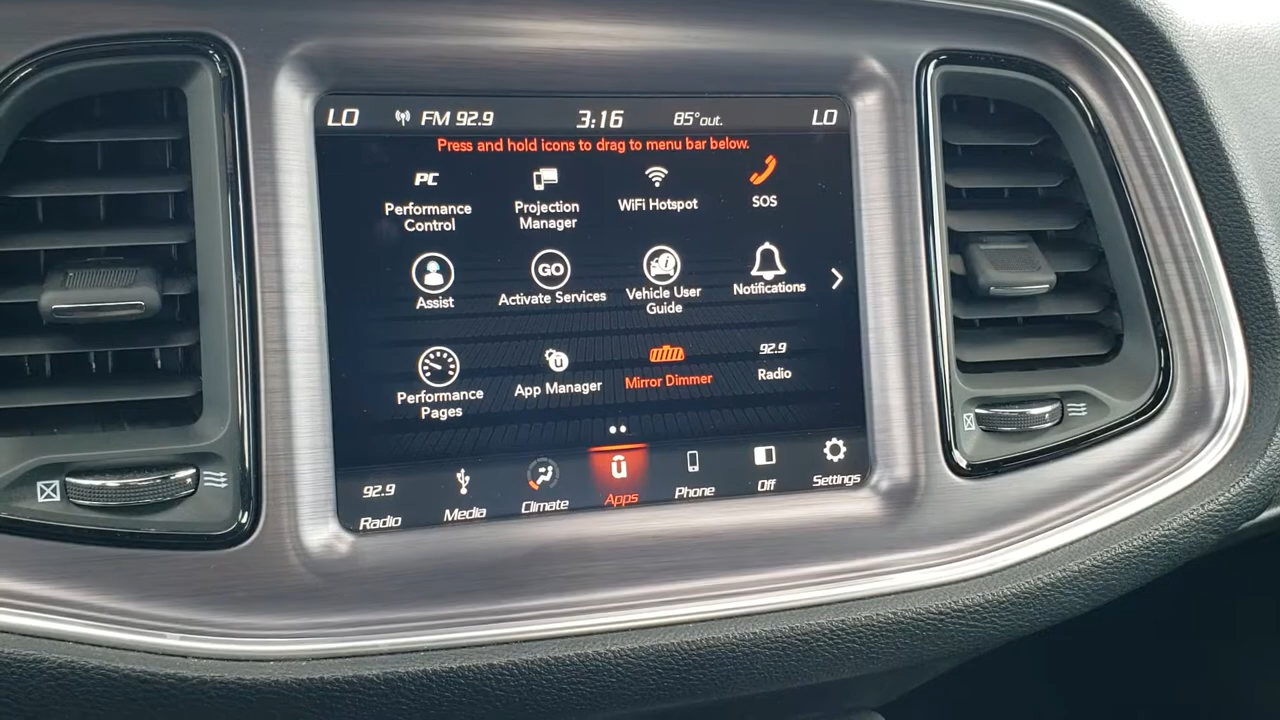 LO FM 92.9 3:16 85° out. LO
Press and hold icons to drag to menu bar below.
PC
Performance
Control
Projection
Manager
WiFi Hotspot
SOS
Assist
GO
Activate Services
i
Vehicle User
Guide
Notifications
Performance
Pages
u
App Manager
Mirror Dimmer
92.9
Radio
92.9
Radio
Media
Climate
u
Apps
Phone
Off
Settings